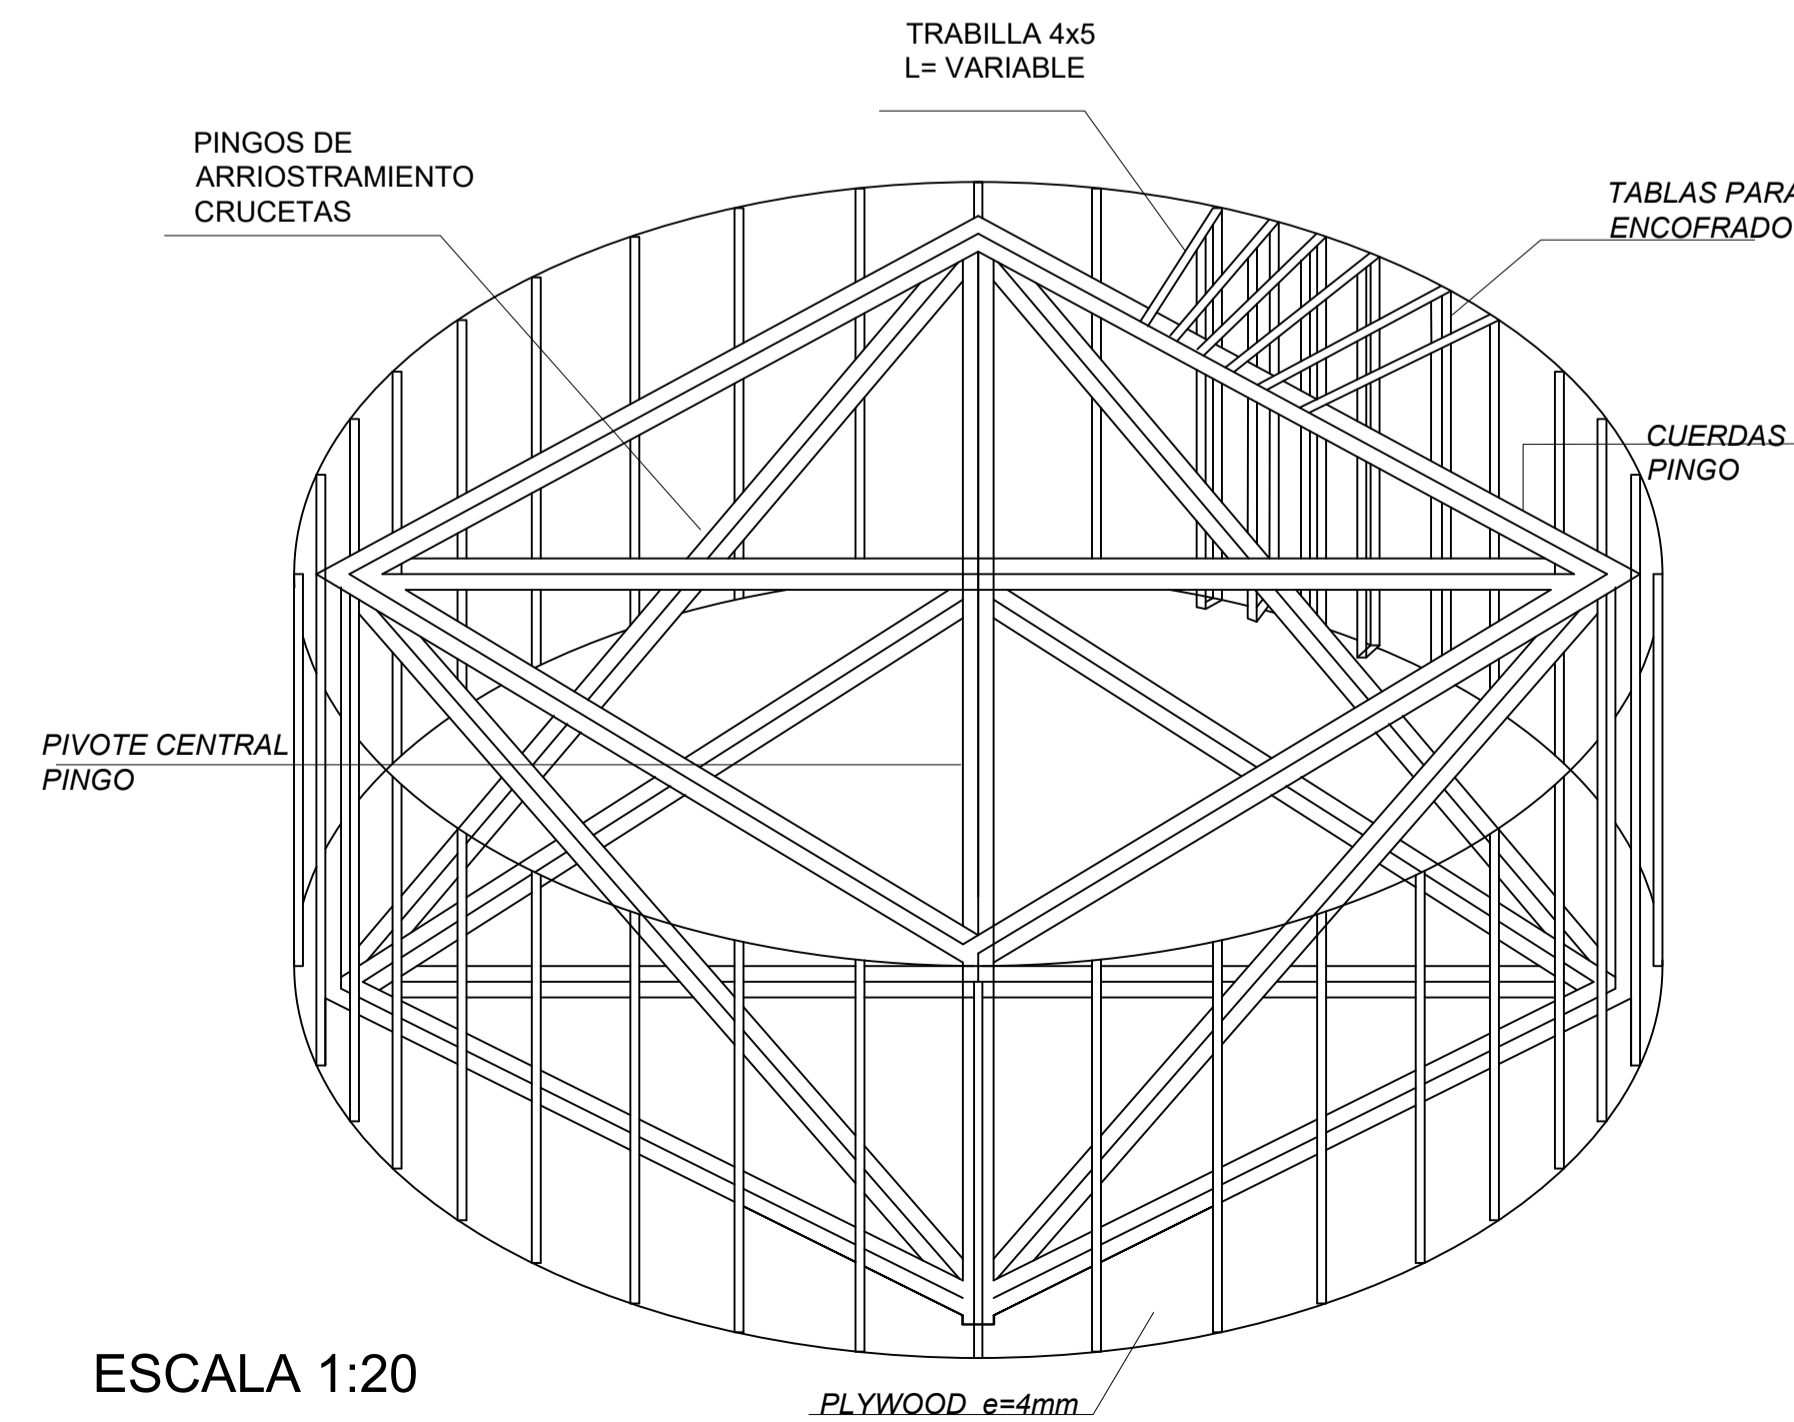 TRABILLA 4x5
L= VARIABLE
PINGOS DE
ARRIOSTRAMIENTO
CRUCETAS
TABLAS PARA
ENCOFRADO
CUERDAS
PINGO
PIVOTE CENTRAL
PINGO
ESCALA 1:20
PLYWOOD e=4mm